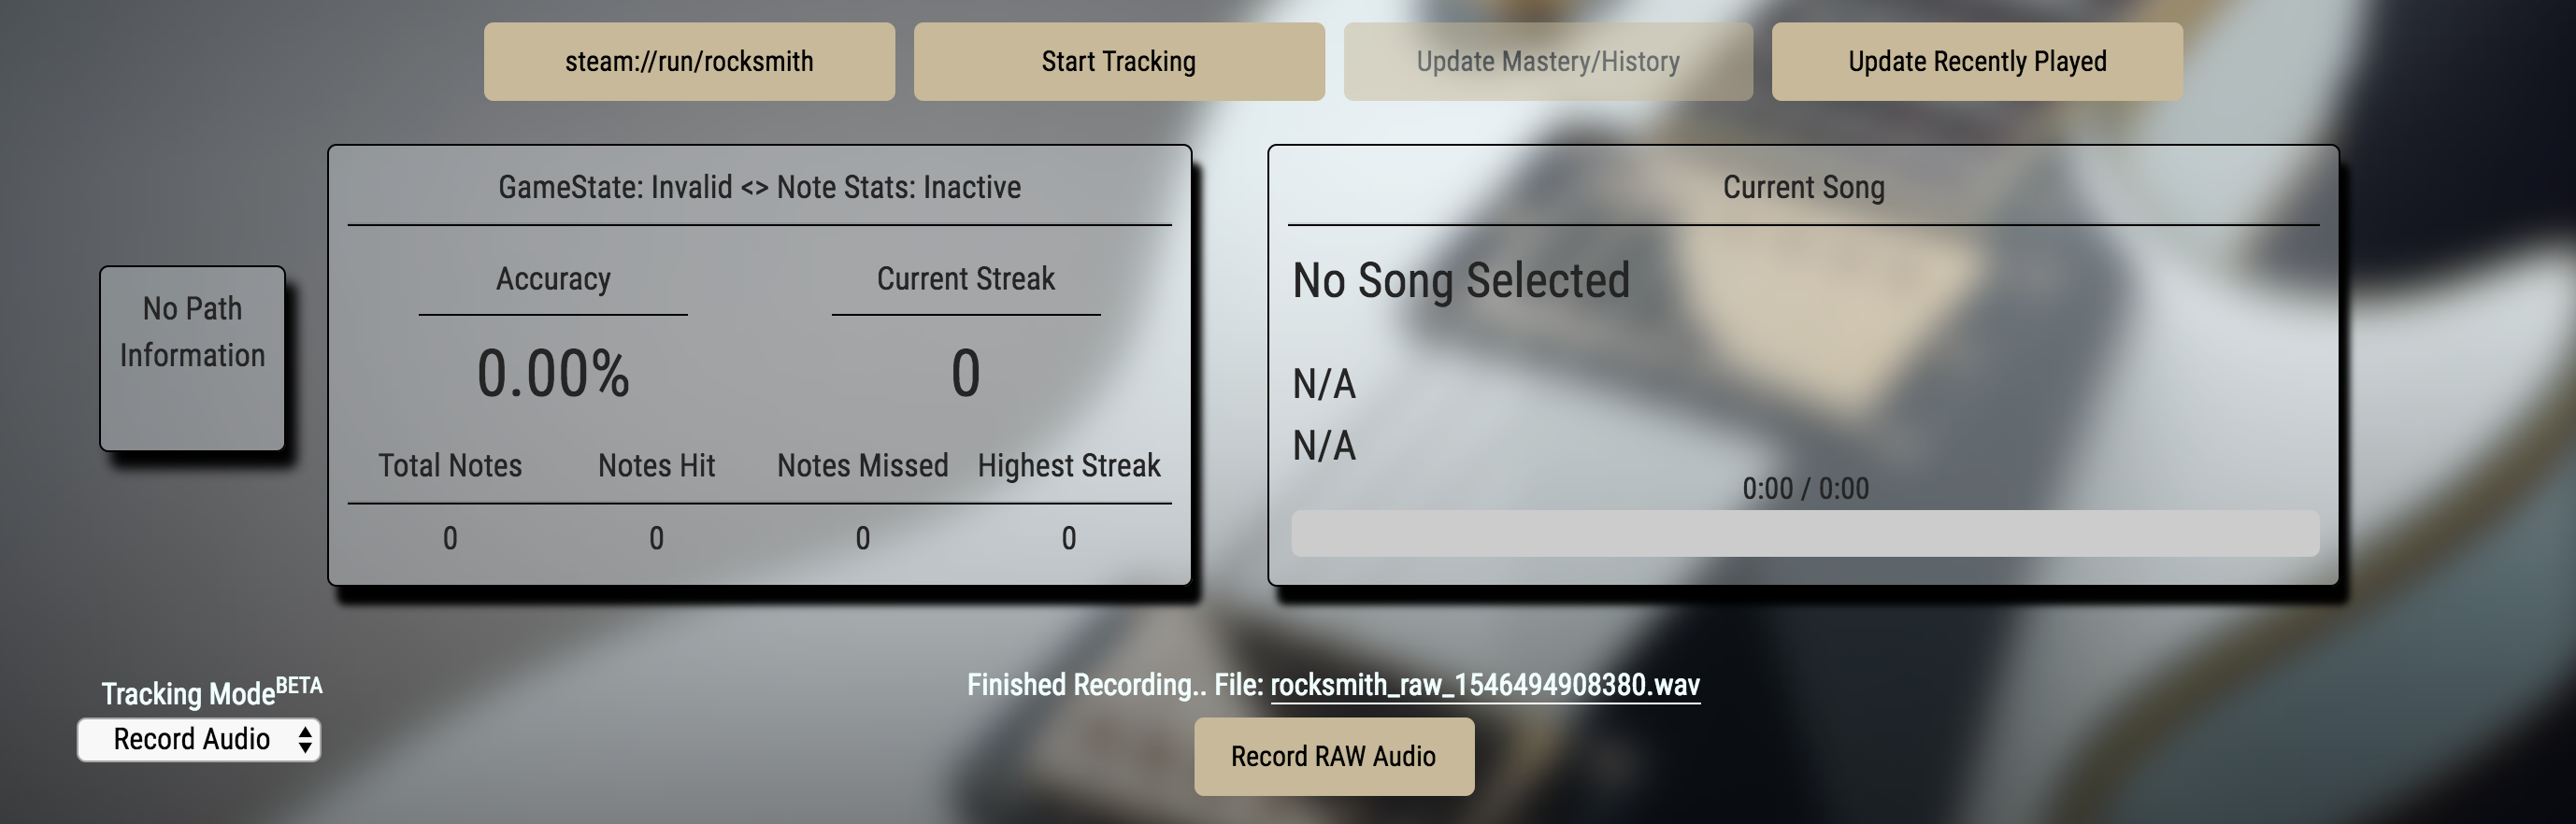 steam://run/rocksmith
Start Tracking
Update Mastery/History
Update Recently Played
No Path
Information
GameState: Invalid <> Note Stats: Inactive
Accuracy
Current Streak
0.00%
0
Total Notes
Notes Hit
Notes Missed
Highest Streak
0
0
0
0
Current Song
No Song Selected
N/A
N/A
0:00 / 0:00
Tracking ModeBETA
Record Audio
Finished Recording.. File: rocksmith_raw_1546494908380.wav
Record RAW Audio